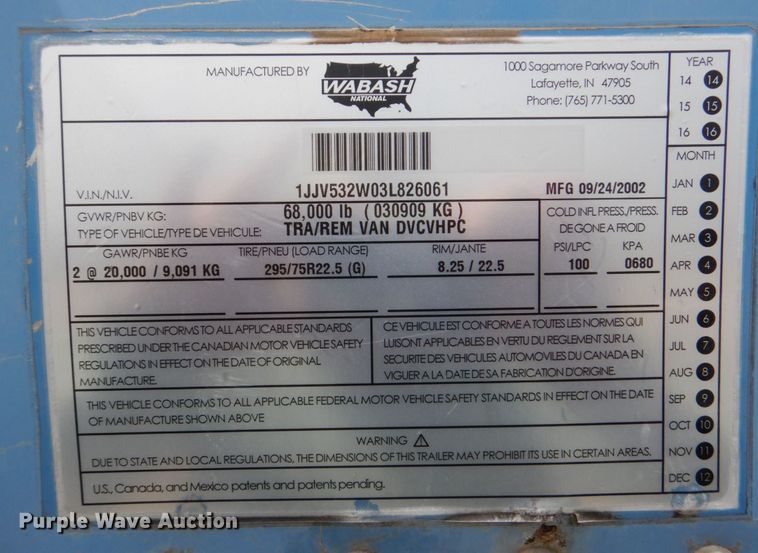 MANUFACTURED BY
WABASH
NATIONAL
1000 Sagamore Parkway South
Lafayette, IN 47905
Phone: (765) 771-5300
YEAR
14 14
15 15
16 16
MONTH
JAN 1
FEB 2
MAR 3
APR 4
MAY 5
JUN 6
JUL 7
AUG 8
SEP 9
OCT 10
NOV 11
DEC 12
V.I.N./N.I.V. 1JJV532W03L826061 MFG 09/24/2002
GVWR/PNBV KG: 68,000 lb ( 030909 KG )
TYPE OF VEHICLE/TYPE DE VEHICULE: TRA/REM VAN DVCVHPC
COLD INFL PRESS./PRESS.
DE GONE A FROID
GAWR/PNBE KG TIRE/PNEU (LOAD RANGE) RIM/JANTE PSI/LPC KPA
2 @ 20,000 / 9,091 KG 295/75R22.5 (G) 8.25 / 22.5 100 0680
THIS VEHICLE CONFORMS TO ALL APPLICABLE STANDARDS
PRESCRIBED UNDER THE CANADIAN MOTOR VEHICLE SAFETY
REGULATIONS IN EFFECT ON THE DATE OF ORIGINAL
MANUFACTURE.
CE VEHICULE EST CONFORME A TOUTES LES NORMES QUI
LUISONT APPLICABLES EN VERTU DU REGLEMENT SUR LA
SECURITE DES VEHICULES AUTOMOVILES DU CANADA EN
VIGUER A LA DATE DE SA FABRICATION D'ORIGINE.
THIS VEHICLE CONFORMS TO ALL APPLICABLE FEDERAL MOTOR VEHICLE SAFETY STANDARDS IN EFFECT ON THE DATE
OF MANUFACTURE SHOWN ABOVE
WARNING
DUE TO STATE AND LOCAL REGULATIONS, THE DIMENSIONS OF THIS TRAILER MAY PROHIBIT ITS USE IN CERTAIN AREAS.
U.S., Canada, and Mexico patents and patents pending.
Purple Wave Auction